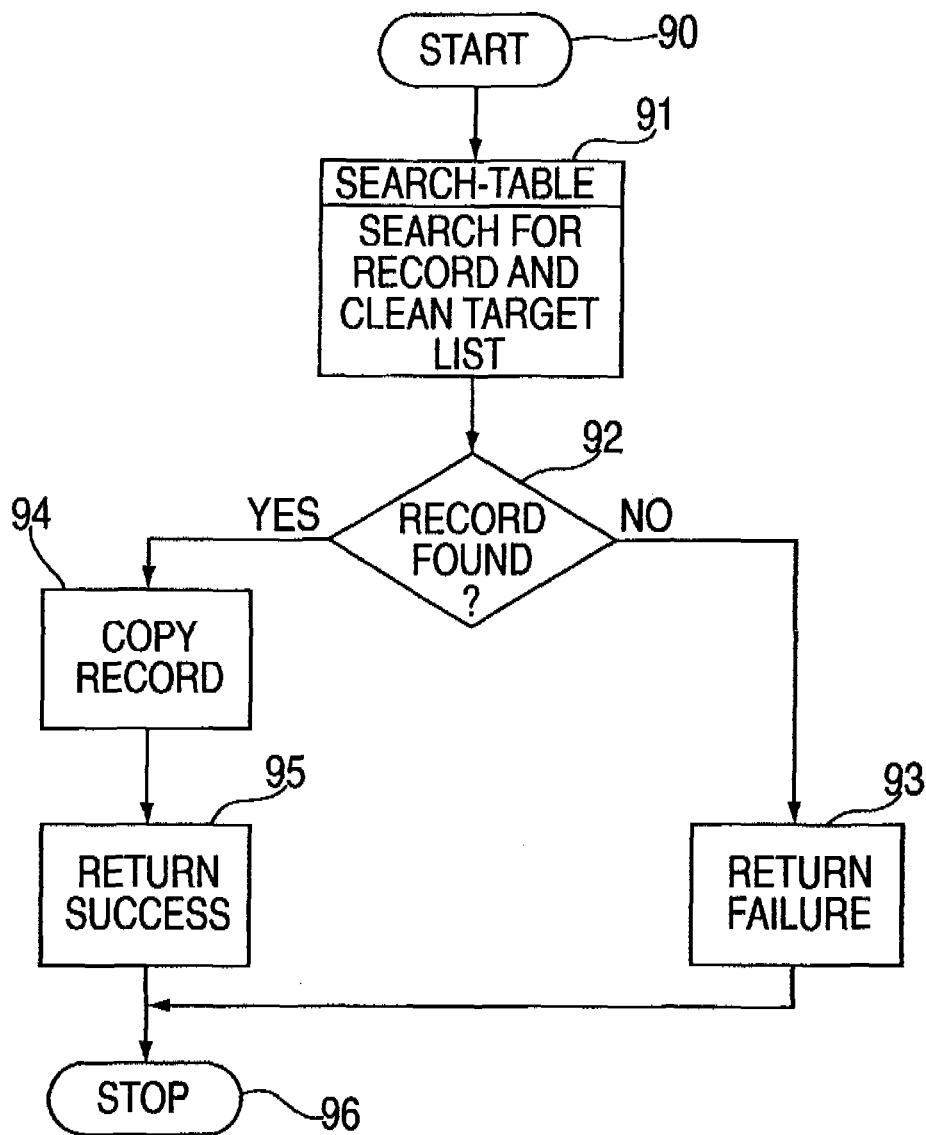 START
90
91
SEARCH-TABLE
SEARCH FOR
RECORD AND
CLEAN TARGET
LIST
92
YES
RECORD
FOUND
?
NO
94
COPY
RECORD
95
RETURN
SUCCESS
93
RETURN
FAILURE
STOP
96